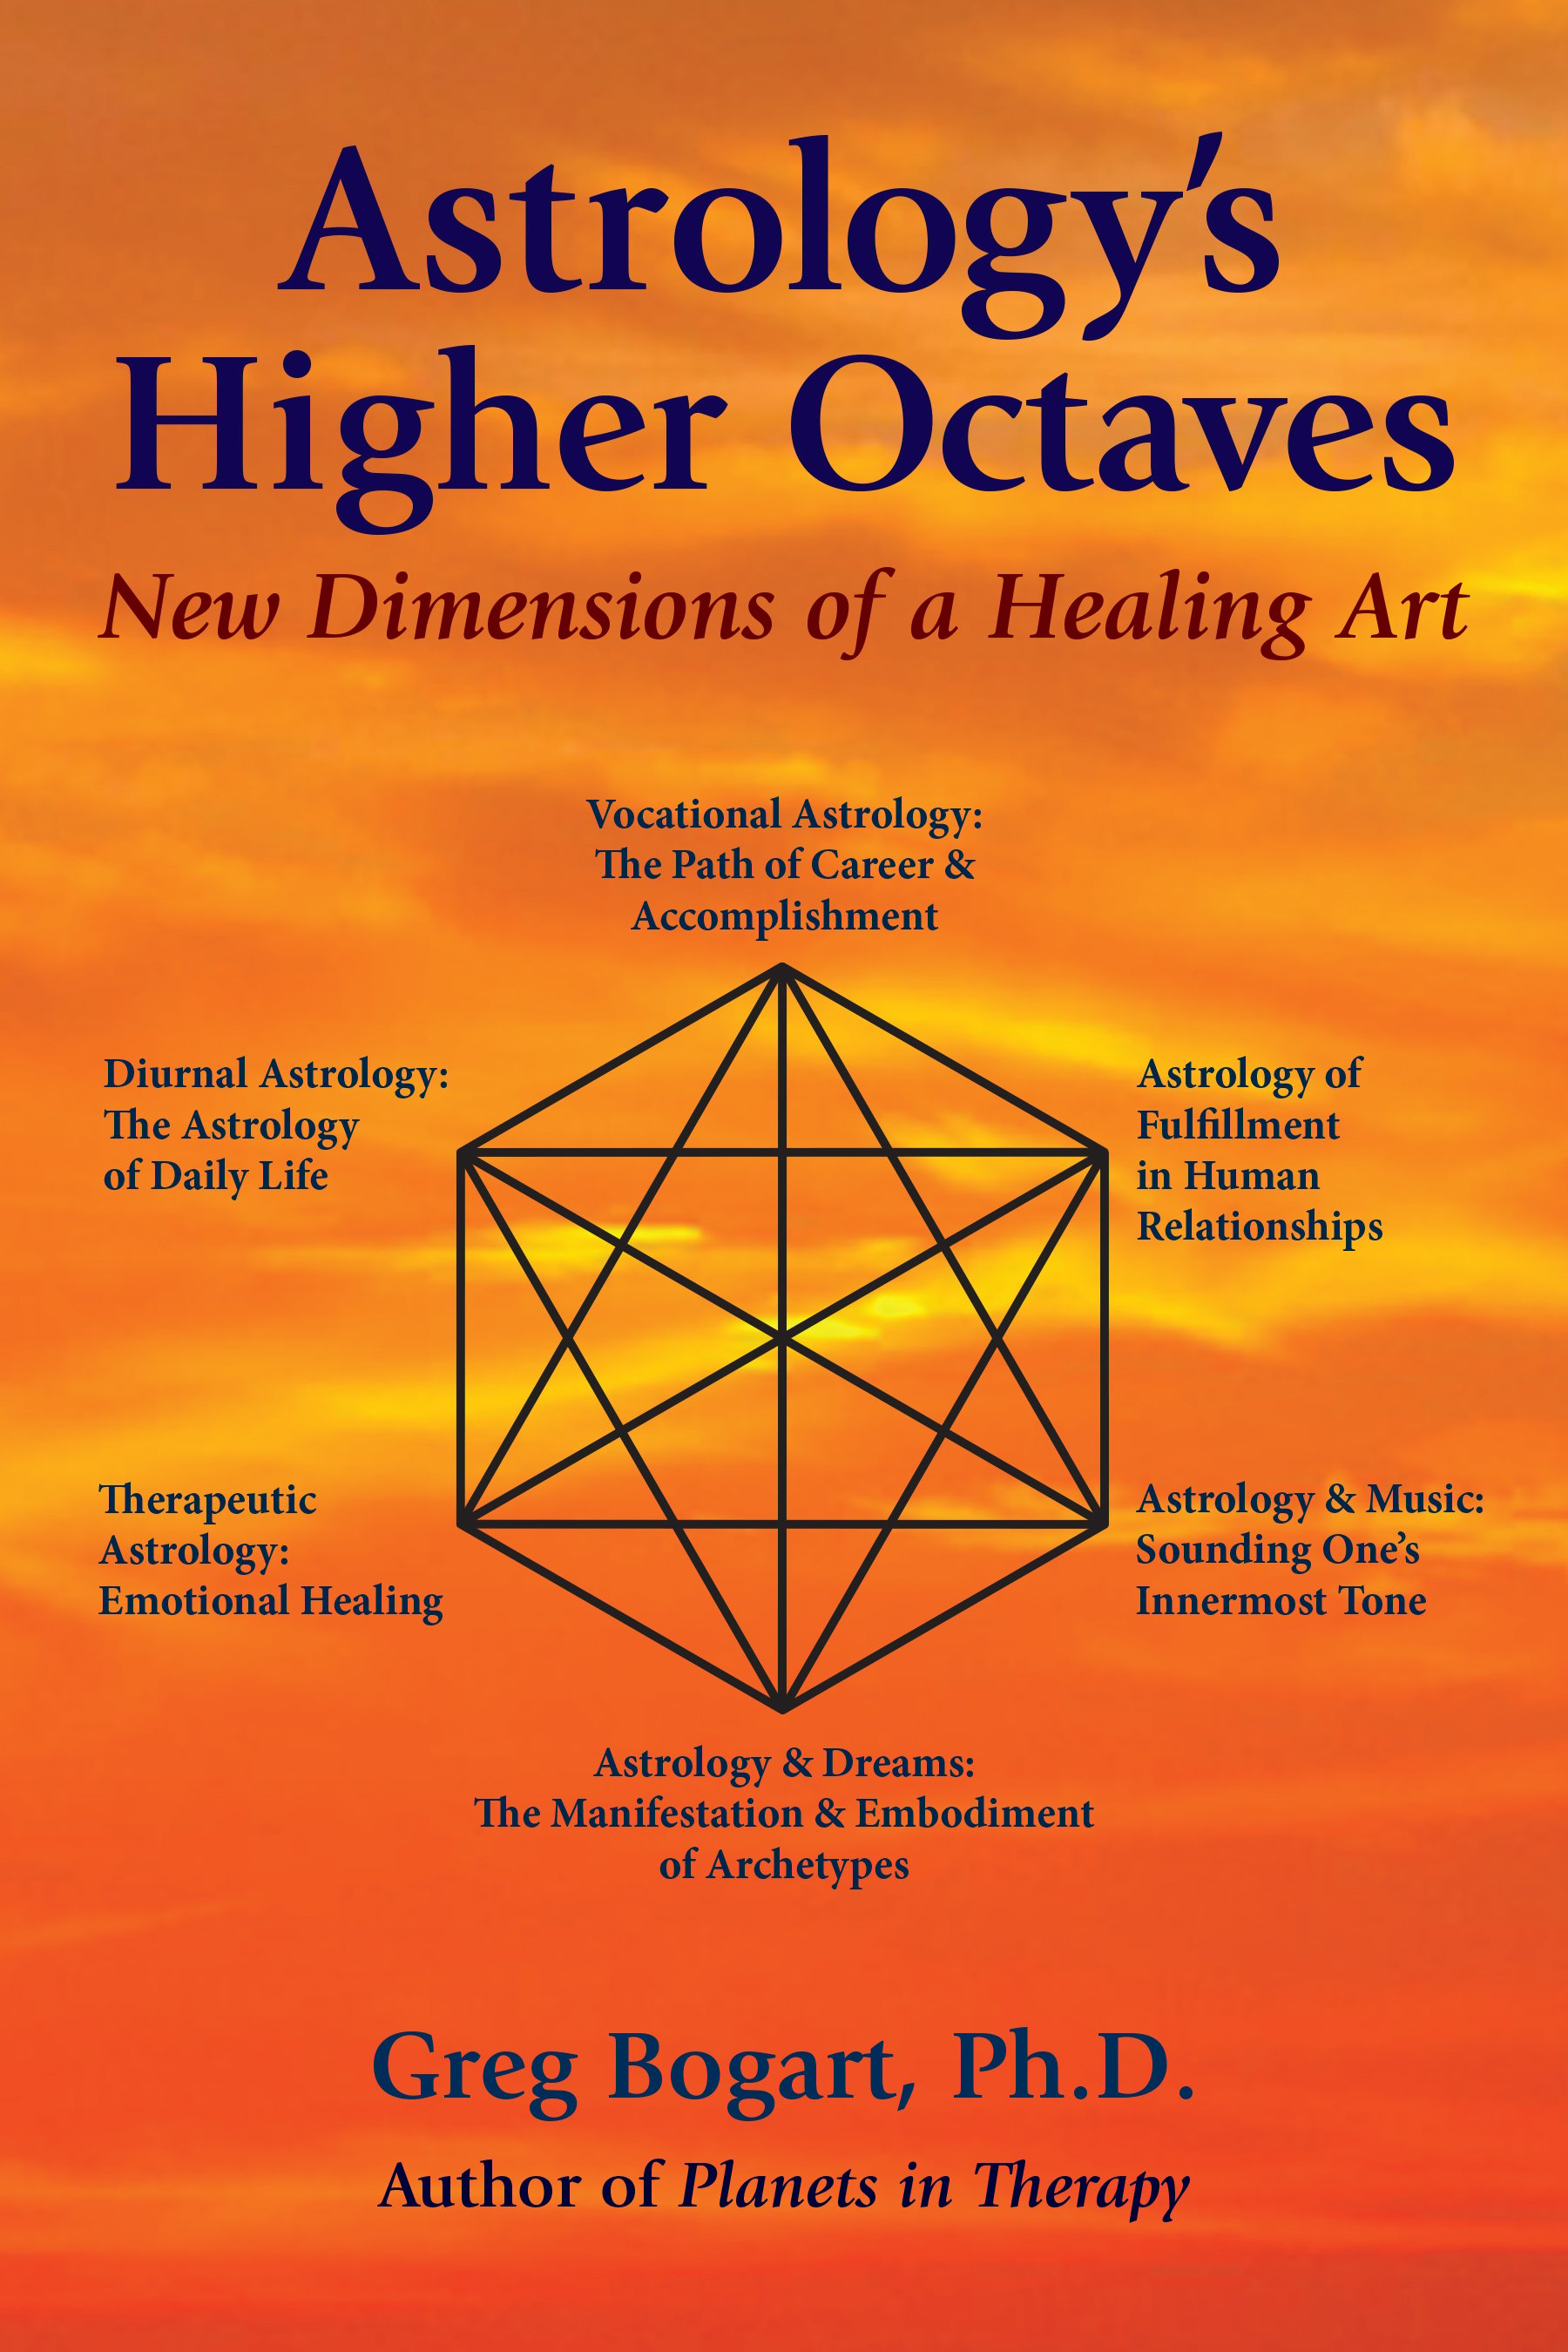 Astrology's
Higher Octaves
New Dimensions of a Healing Art
Vocational Astrology:
The Path of Career &
Accomplishment
Diurnal Astrology:
The Astrology
of Daily Life
Astrology of
Fulfillment
in Human
Relationships
Therapeutic
Astrology:
Emotional Healing
Astrology & Music:
Sounding One’s
Innermost Tone
Astrology & Dreams:
The Manifestation & Embodiment
of Archetypes
Greg Bogart, Ph.D.
Author of Planets in Therapy